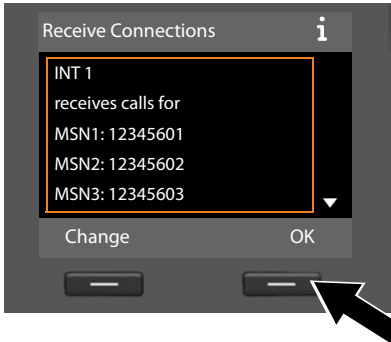 Receive Connections i
INT 1
receives calls for
MSN1: 12345601
MSN2: 12345602
MSN3: 12345603
Change OK